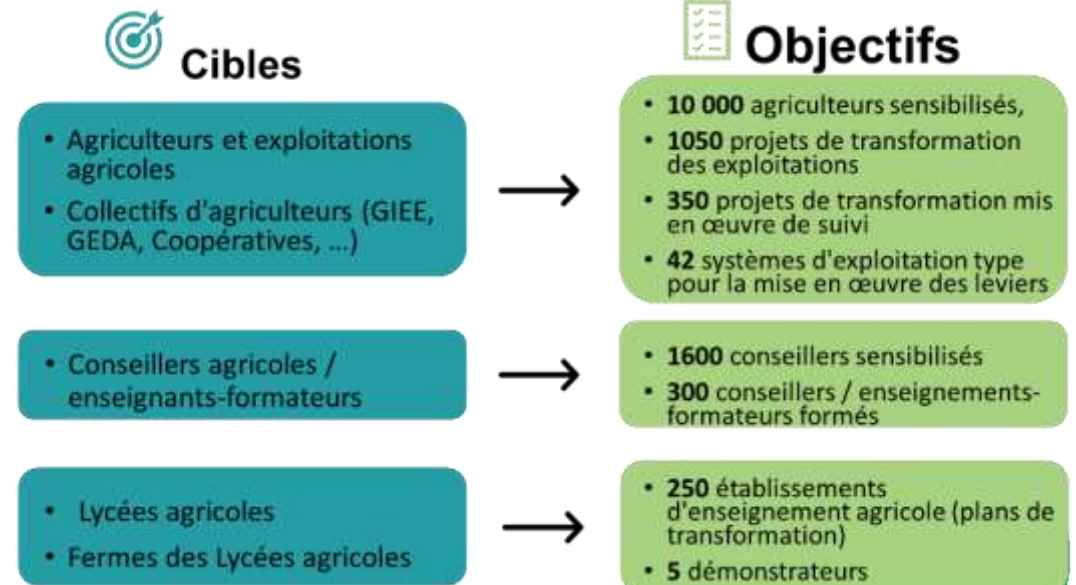 Cibles
Objectifs
• Agriculteurs et exploitations
agricoles
• Collectifs d'agriculteurs (GIEE,
GEDA, Coopératives, ...)
• 10 000 agriculteurs sensibilisés,
• 1050 projets de transformation
des exploitations
• 350 projets de transformation mis
en œuvre de suivi
• 42 systèmes d'exploitation type
pour la mise en œuvre des leviers
• Conseillers agricoles /
enseignants-formateurs
• 1600 conseillers sensibilisés
• 300 conseillers / enseignements-
formateurs formés
• Lycées agricoles
• Fermes des Lycées agricoles
• 250 établissements
d'enseignement agricole (plans de
transformation)
• 5 démonstrateurs